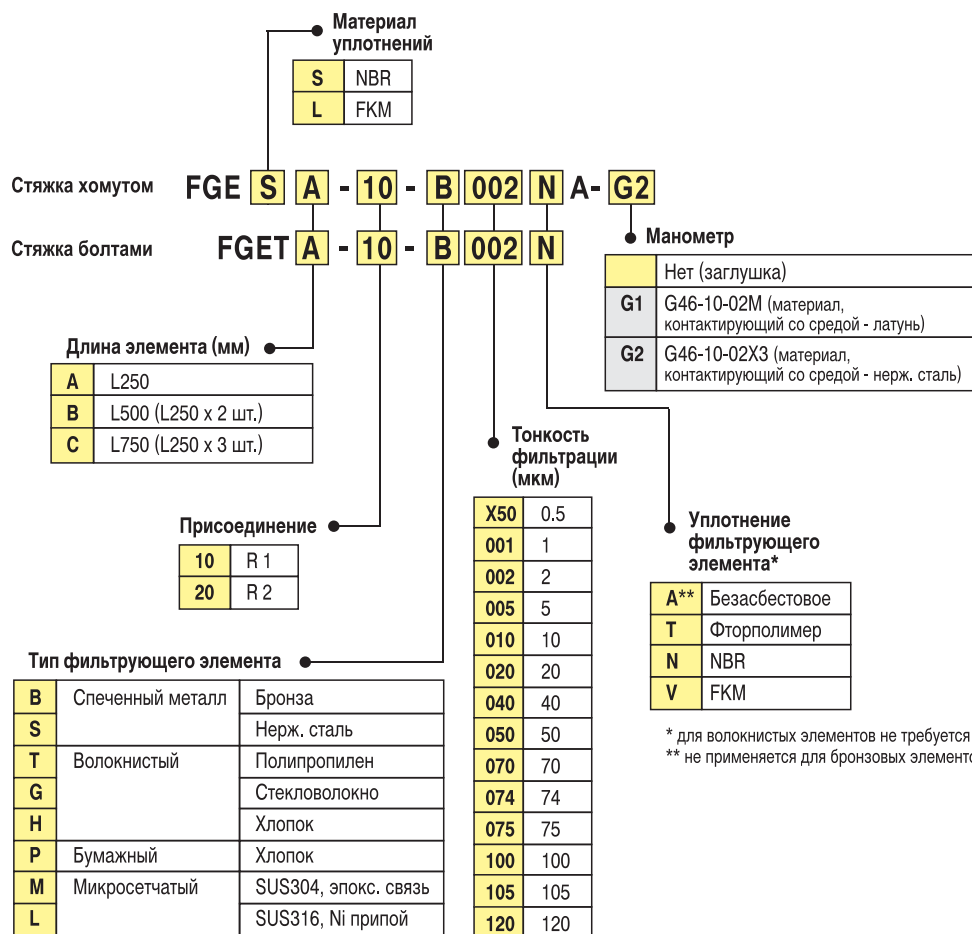 Материал
уплотнений
S NBR
L FKM
Стяжка хомутом FGE S A - 10 - B 002 N A- G2
Стяжка болтами FGET A - 10 - B 002 N
Манометр
Нет (заглушка)
G1 G46-10-02M (материал,
контактирующий со средой - латунь)
G2 G46-10-02X3 (материал,
контактирующий со средой - нерж. сталь)
Длина элемента (мм)
A L250
B L500 (L250 x 2 шт.)
C L750 (L250 x 3 шт.)
Присоединение
10 R 1
20 R 2
Тип фильтрующего элемента
B Спеченный металл Бронза
S Нерж. сталь
T Волокнистый Полипропилен
G Стекловолокно
H Хлопок
P Бумажный Хлопок
M Микросетчатый SUS304, эпокс. связь
L SUS316, Ni припой
Тонкость
фильтрации
(мкм)
X50 0.5
001 1
002 2
005 5
010 10
020 20
040 40
050 50
070 70
074 74
075 75
100 100
105 105
120 120
Уплотнение
фильтрующего
элемента*
A** Безасбестовое
T Фторполимер
N NBR
V FKM
* для волокнистых элементов не требуется
** не применяется для бронзовых